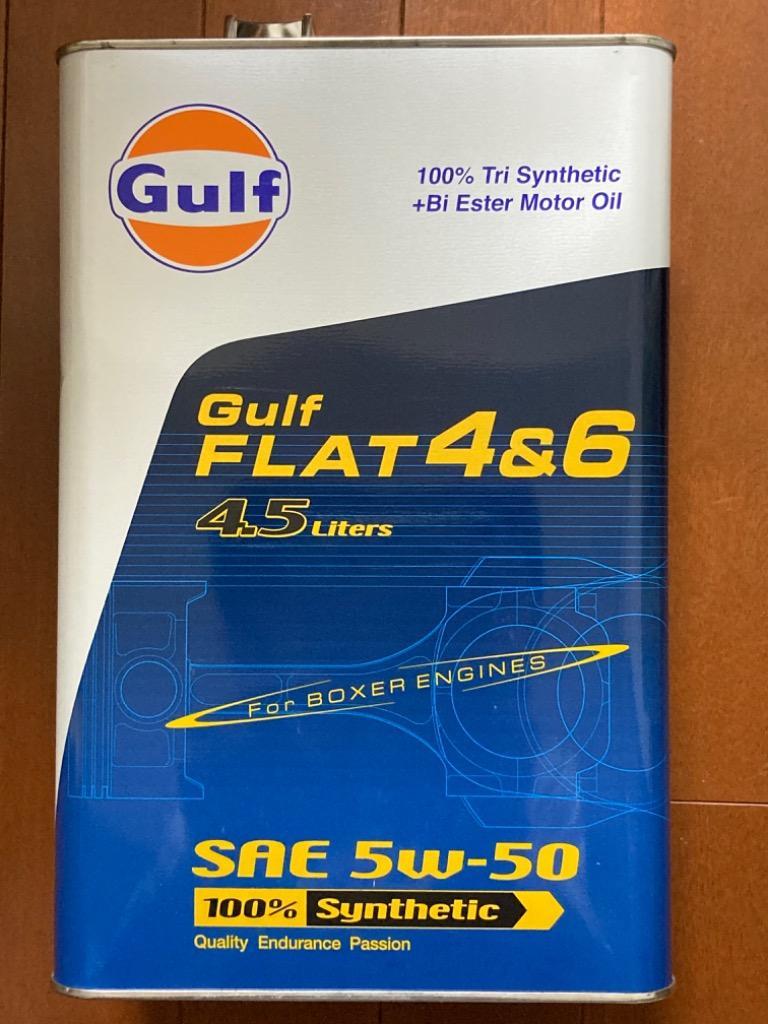 Gulf
100% Tri Synthetic
+Bi Ester Motor Oil
Gulf
FLAT 4&6
4.5 Liters
For BOXER ENGINES
SAE 5w-50
100% Synthetic
Quality Endurance Passion